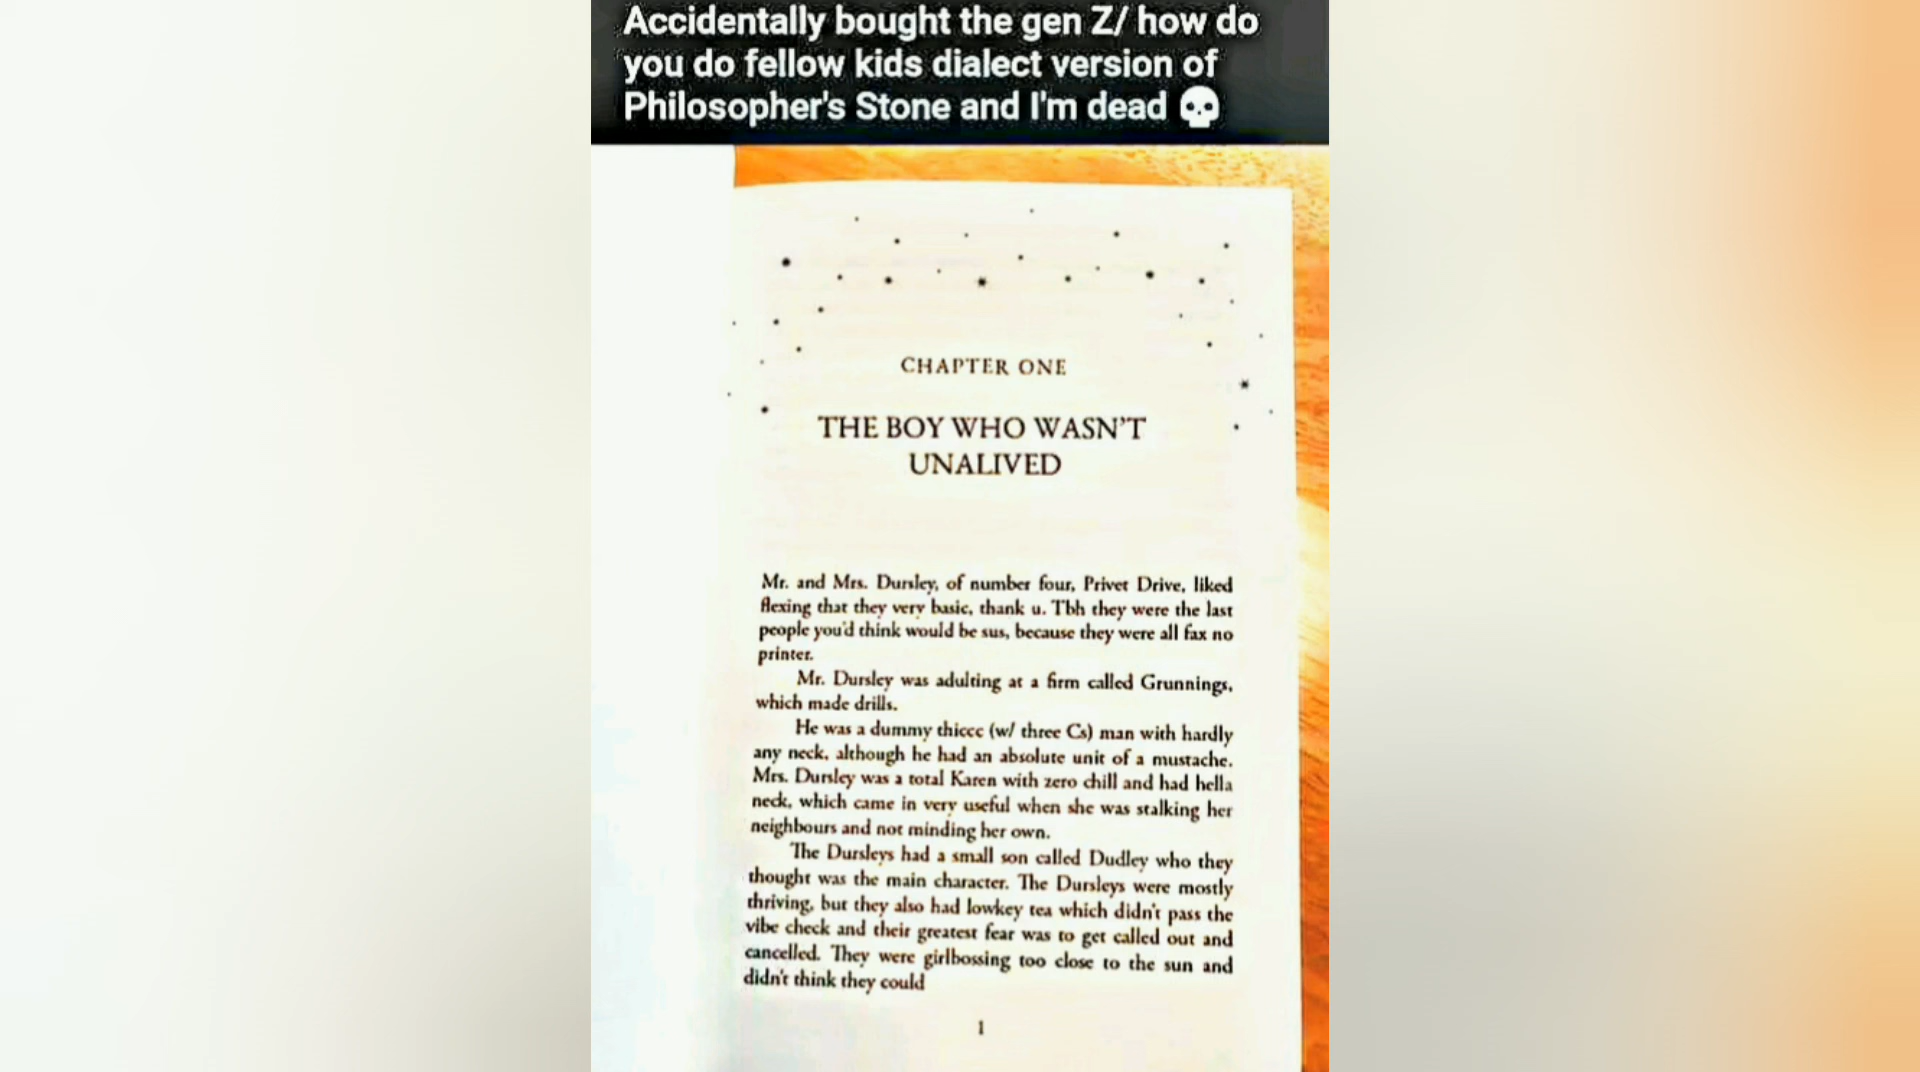 Accidentally bought the gen Z/ how do
you do fellow kids dialect version of
Philosopher's Stone and I'm dead 💀
CHAPTER ONE
THE BOY WHO WASN'T
UNALIVED
Mr. and Mrs. Dursley, of number four, Privet Drive, liked
flexing that they very basic, thank u. Tbh they were the last
people you'd think would be sus, because they were all fax no
printer.
Mr. Dursley was adulting at a firm called Grunnings,
which made drills.
He was a dummy thiccc (w/ three Cs) man with hardly
any neck, although he had an absolute unit of a mustache.
Mrs. Dursley was a total Karen with zero chill and had hella
neck, which came in very useful when she was stalking her
neighbours and not minding her own.
The Dursleys had a small son called Dudley who they
thought was the main character. The Dursleys were mostly
thriving, but they also had lowkey tea which didn't pass the
vibe check and their greatest fear was to get called out and
cancelled. They were girlbossing too close to the sun and
didn't think they could
1